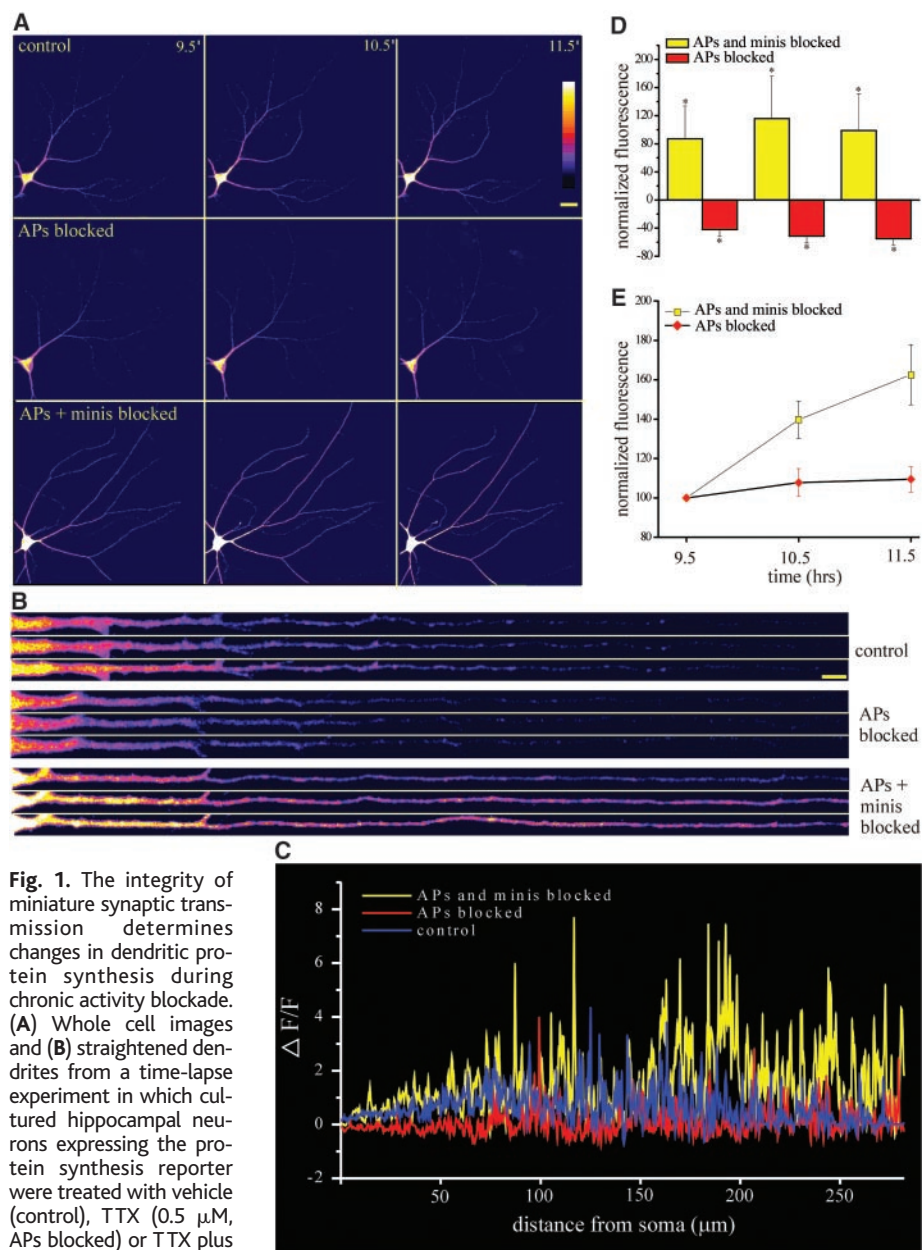 A
control
9.5'
10.5'
11.5'
APs blocked
APs + minis blocked
B
control
APs
blocked
APs +
minis
blocked
Fig. 1. The integrity of
miniature synaptic trans-
mission determines
changes in dendritic pro-
tein synthesis during
chronic activity blockade.
(A) Whole cell images
and (B) straightened den-
drites from a time-lapse
experiment in which cul-
tured hippocampal neu-
rons expressing the pro-
tein synthesis reporter
were treated with vehicle
(control), TTX (0.5 μM,
APs blocked) or TTX plus
C
APs and minis blocked
APs blocked
control
Δ F/F
8
6
4
2
0
-2
50
100
150
200
250
distance from soma (μm)
D
APs and minis blocked
APs blocked
normalized fluorescence
200
160
120
80
40
0
-40
-80
* * *
* * *
E
APs and minis blocked
APs blocked
normalized fluorescence
200
180
160
140
120
100
80
9.5
10.5
11.5
time (hrs)